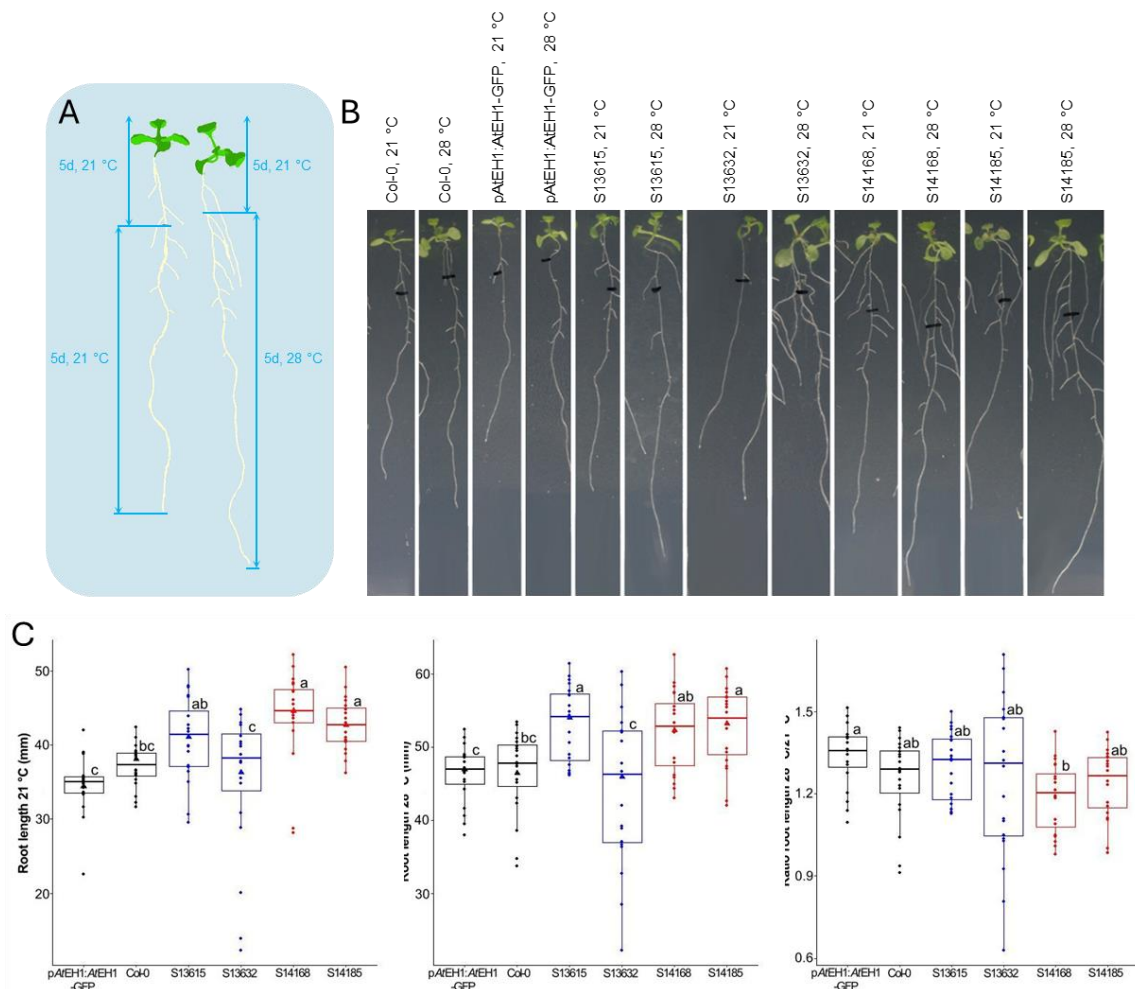 A
5d, 21 °C
5d, 21 °C
5d, 21 °C
5d, 28 °C
B
Col-0, 21 °C
Col-0, 28 °C
pAtEH1:AtEH1-GFP, 21 °C
pAtEH1:AtEH1-GFP, 28 °C
S13615, 21 °C
S13615, 28 °C
S13632, 21 °C
S13632, 28 °C
S14168, 21 °C
S14168, 28 °C
S14185, 21 °C
S14185, 28 °C
C
Root length 21 °C (mm)
50
40
30
20
c
bc
ab
c
a
a
pAtEH1:AtEH1
-GFP
Col-0
S13615
S13632
S14168
S14185
(mm)
60
50
40
30
c
bc
a
c
ab
a
pAtEH1:AtEH1
-GFP
Col-0
S13615
S13632
S14168
S14185
root length
1.5
1.2
0.9
0.6
a
ab
ab
ab
b
ab
pAtEH1:AtEH1
-GFP
Col-0
S13615
S13632
S14168
S14185